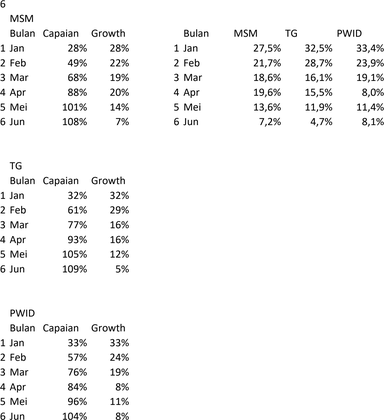 6
MSM
Bulan Capaian Growth
1 Jan 28% 28%
2 Feb 49% 22%
3 Mar 68% 19%
4 Apr 88% 20%
5 Mei 101% 14%
6 Jun 108% 7%
Bulan MSM TG PWID
1 Jan 27,5% 32,5% 33,4%
2 Feb 21,7% 28,7% 23,9%
3 Mar 18,6% 16,1% 19,1%
4 Apr 19,6% 15,5% 8,0%
5 Mei 13,6% 11,9% 11,4%
6 Jun 7,2% 4,7% 8,1%
TG
Bulan Capaian Growth
1 Jan 32% 32%
2 Feb 61% 29%
3 Mar 77% 16%
4 Apr 93% 16%
5 Mei 105% 12%
6 Jun 109% 5%
PWID
Bulan Capaian Growth
1 Jan 33% 33%
2 Feb 57% 24%
3 Mar 76% 19%
4 Apr 84% 8%
5 Mei 96% 11%
6 Jun 104% 8%